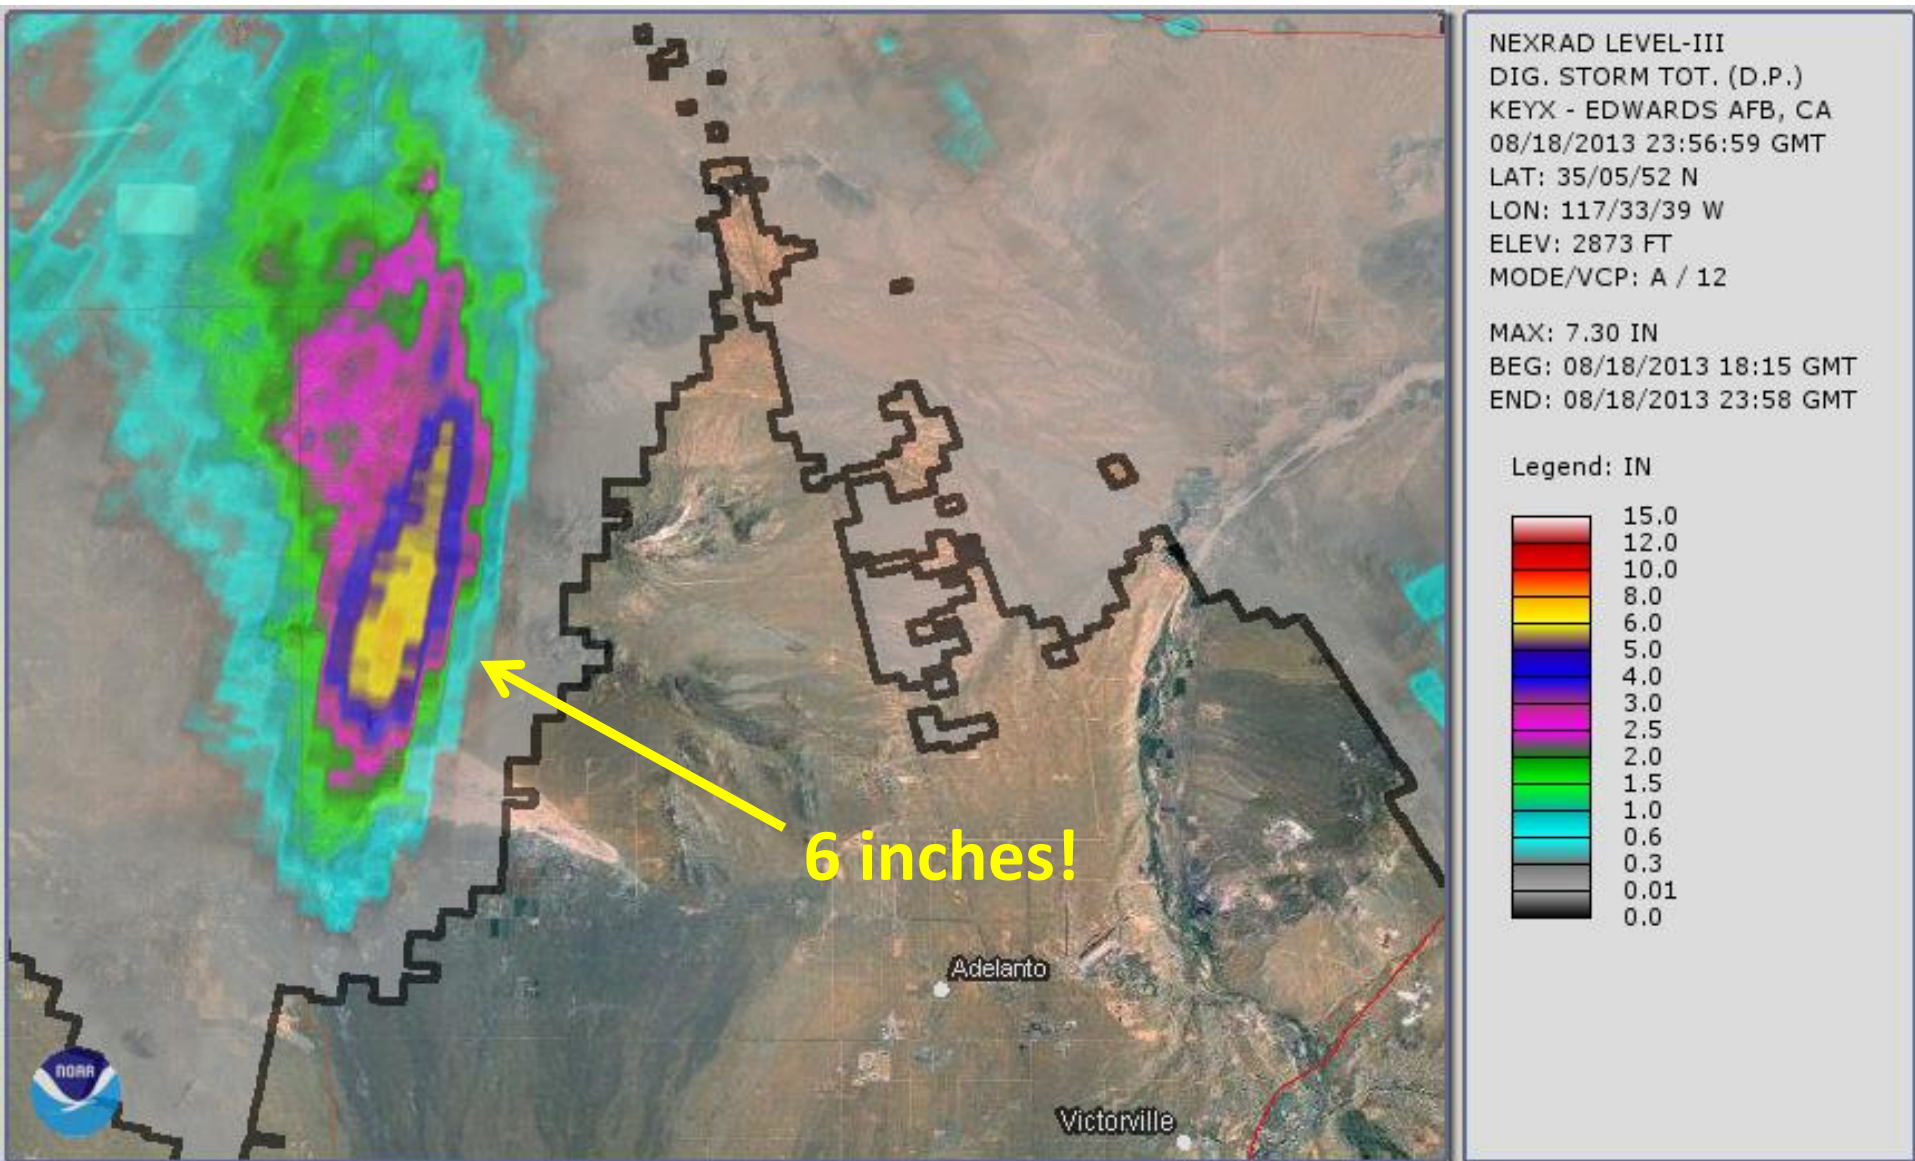 NEXRAD LEVEL-III
DIG. STORM TOT. (D.P.)
KEYX - EDWARDS AFB, CA
08/18/2013 23:56:59 GMT
LAT: 35/05/52 N
LON: 117/33/39 W
ELEV: 2873 FT
MODE/VCP: A / 12
MAX: 7.30 IN
BEG: 08/18/2013 18:15 GMT
END: 08/18/2013 23:58 GMT
Legend: IN
15.0
12.0
10.0
8.0
6.0
5.0
4.0
3.0
2.5
2.0
1.5
1.0
0.6
0.3
0.01
0.0
6 inches!
Adelanto
Victorville
NOAA